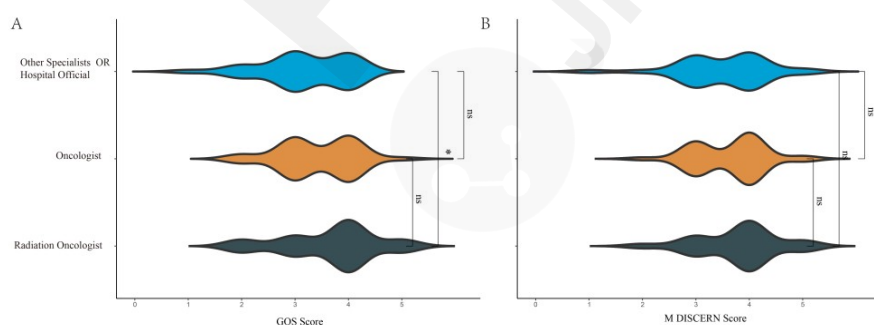 A
B
Other Specialists OR
Hospital Official
Oncologist
Radiation Oncologist
ns
*
ns
ns
ns
ns
0 1 2 3 4 5
0 1 2 3 4 5
GOS Score
M DISCERN Score